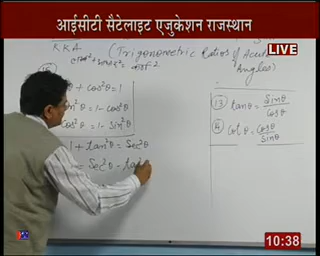 आईसीटी सैटेलाइट एजुकेशन राजस्थान
LIVE
RKA (Trigonometric Ratios of Acute Angles)
θ + cos²θ = 1
sin²θ = 1 - cos²θ
cos²θ = 1 - sin²θ
1 + tan²θ = Sec²θ
= Sec²θ - tan²θ
13) tanθ = Sinθ / cosθ
cotθ = cosθ / sinθ
10:38